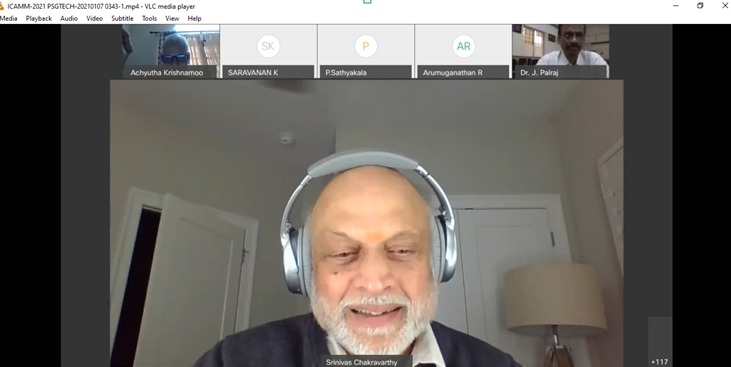 ICAMM-2021 PSGTECH-20210107 0343-1.mp4 - VLC media player
Media Playback Audio Video Subtitle Tools View Help
SK P AR
Achyutha Krishnamoo SARAVANAN K P.Sathyakala Arumuganathan R Dr. J. Palraj
Srinivas Chakravarthy
+117